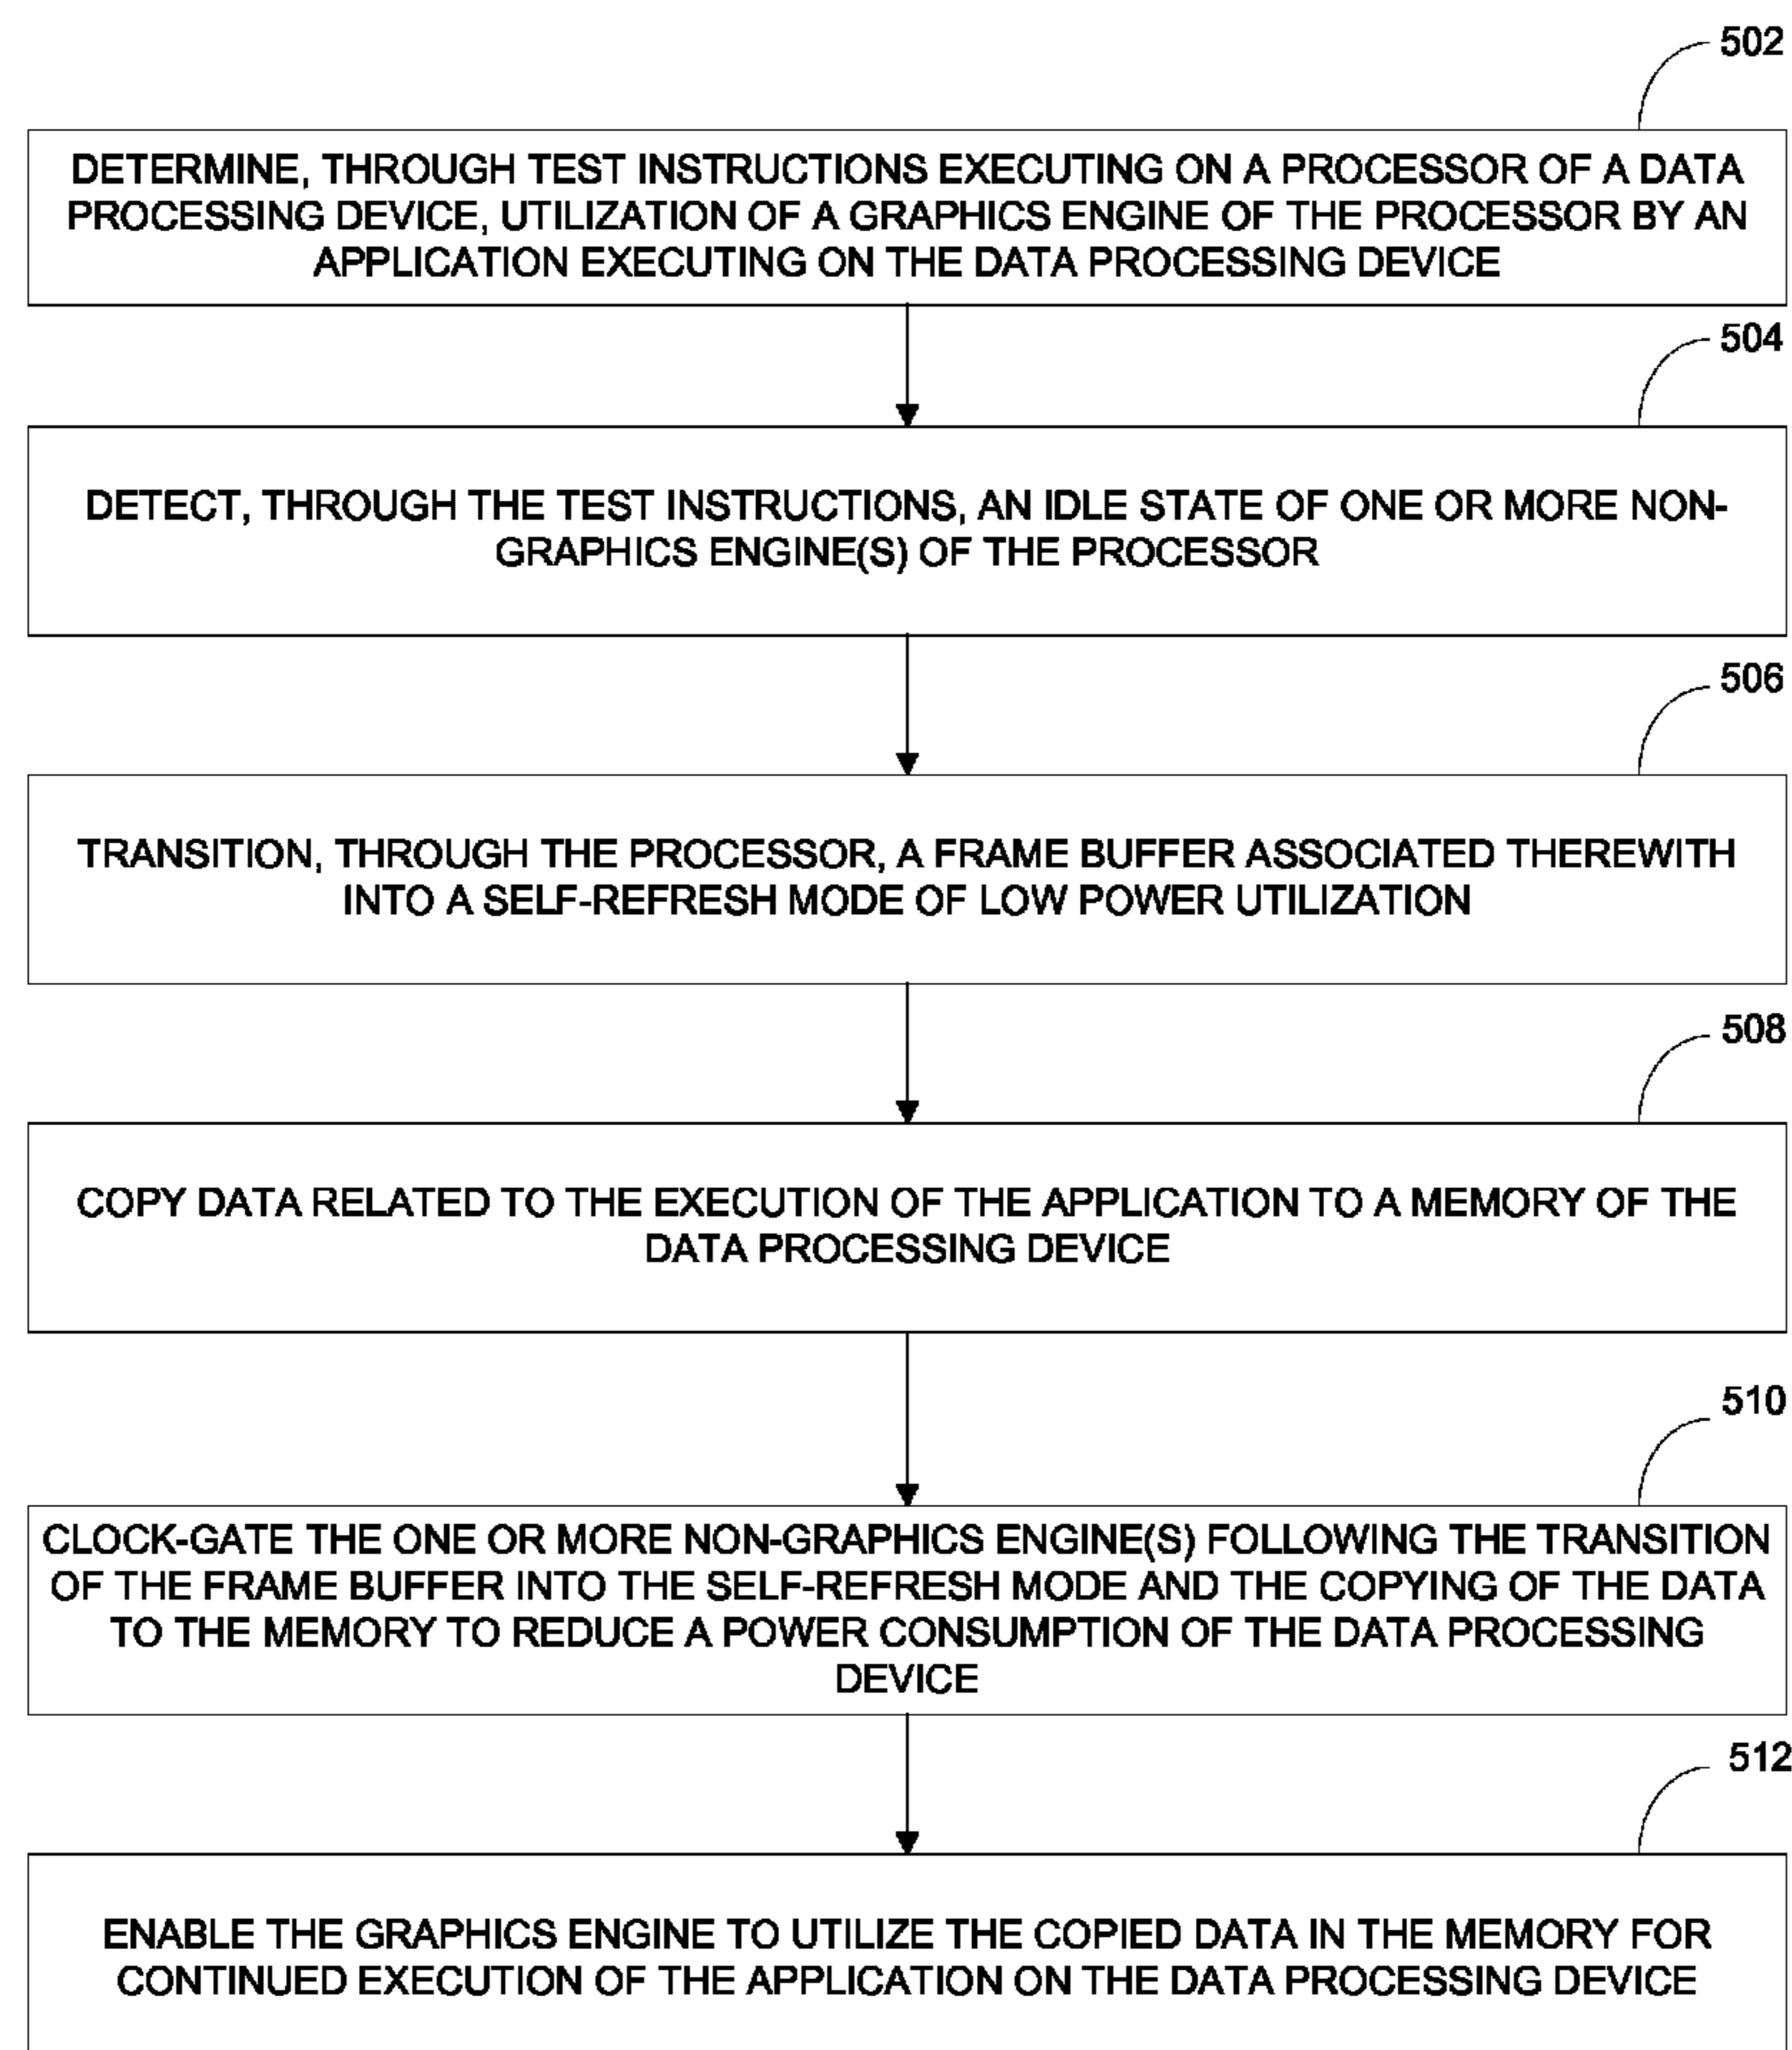 502
DETERMINE, THROUGH TEST INSTRUCTIONS EXECUTING ON A PROCESSOR OF A DATA
PROCESSING DEVICE, UTILIZATION OF A GRAPHICS ENGINE OF THE PROCESSOR BY AN
APPLICATION EXECUTING ON THE DATA PROCESSING DEVICE
504
DETECT, THROUGH THE TEST INSTRUCTIONS, AN IDLE STATE OF ONE OR MORE NON-
GRAPHICS ENGINE(S) OF THE PROCESSOR
506
TRANSITION, THROUGH THE PROCESSOR, A FRAME BUFFER ASSOCIATED THEREWITH
INTO A SELF-REFRESH MODE OF LOW POWER UTILIZATION
508
COPY DATA RELATED TO THE EXECUTION OF THE APPLICATION TO A MEMORY OF THE
DATA PROCESSING DEVICE
510
CLOCK-GATE THE ONE OR MORE NON-GRAPHICS ENGINE(S) FOLLOWING THE TRANSITION
OF THE FRAME BUFFER INTO THE SELF-REFRESH MODE AND THE COPYING OF THE DATA
TO THE MEMORY TO REDUCE A POWER CONSUMPTION OF THE DATA PROCESSING
DEVICE
512
ENABLE THE GRAPHICS ENGINE TO UTILIZE THE COPIED DATA IN THE MEMORY FOR
CONTINUED EXECUTION OF THE APPLICATION ON THE DATA PROCESSING DEVICE